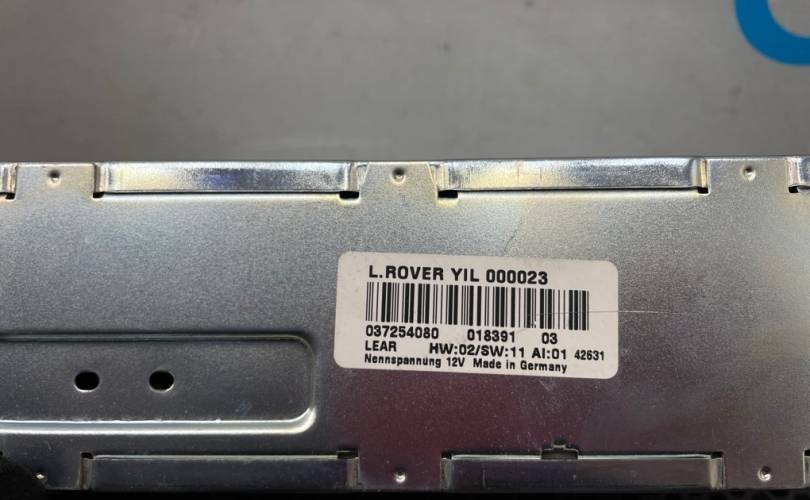 L.ROVER YIL 000023
037254080 018391 03
LEAR HW:02/SW:11 AI:01 42631
Nennspannung 12V Made in Germany